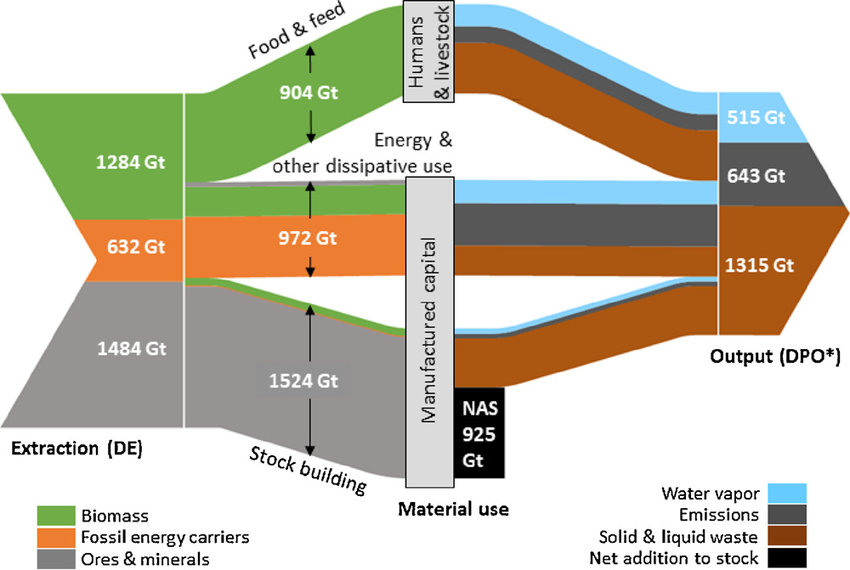 Food & feed
Humans
& livestock
904 Gt
515 Gt
Energy &
other dissipative use
1284 Gt
643 Gt
632 Gt
972 Gt
1315 Gt
Manufactured capital
1484 Gt
1524 Gt
Output (DPO*)
NAS
925
Gt
Extraction (DE)
Stock building
Material use
Biomass
Fossil energy carriers
Ores & minerals
Water vapor
Emissions
Solid & liquid waste
Net addition to stock